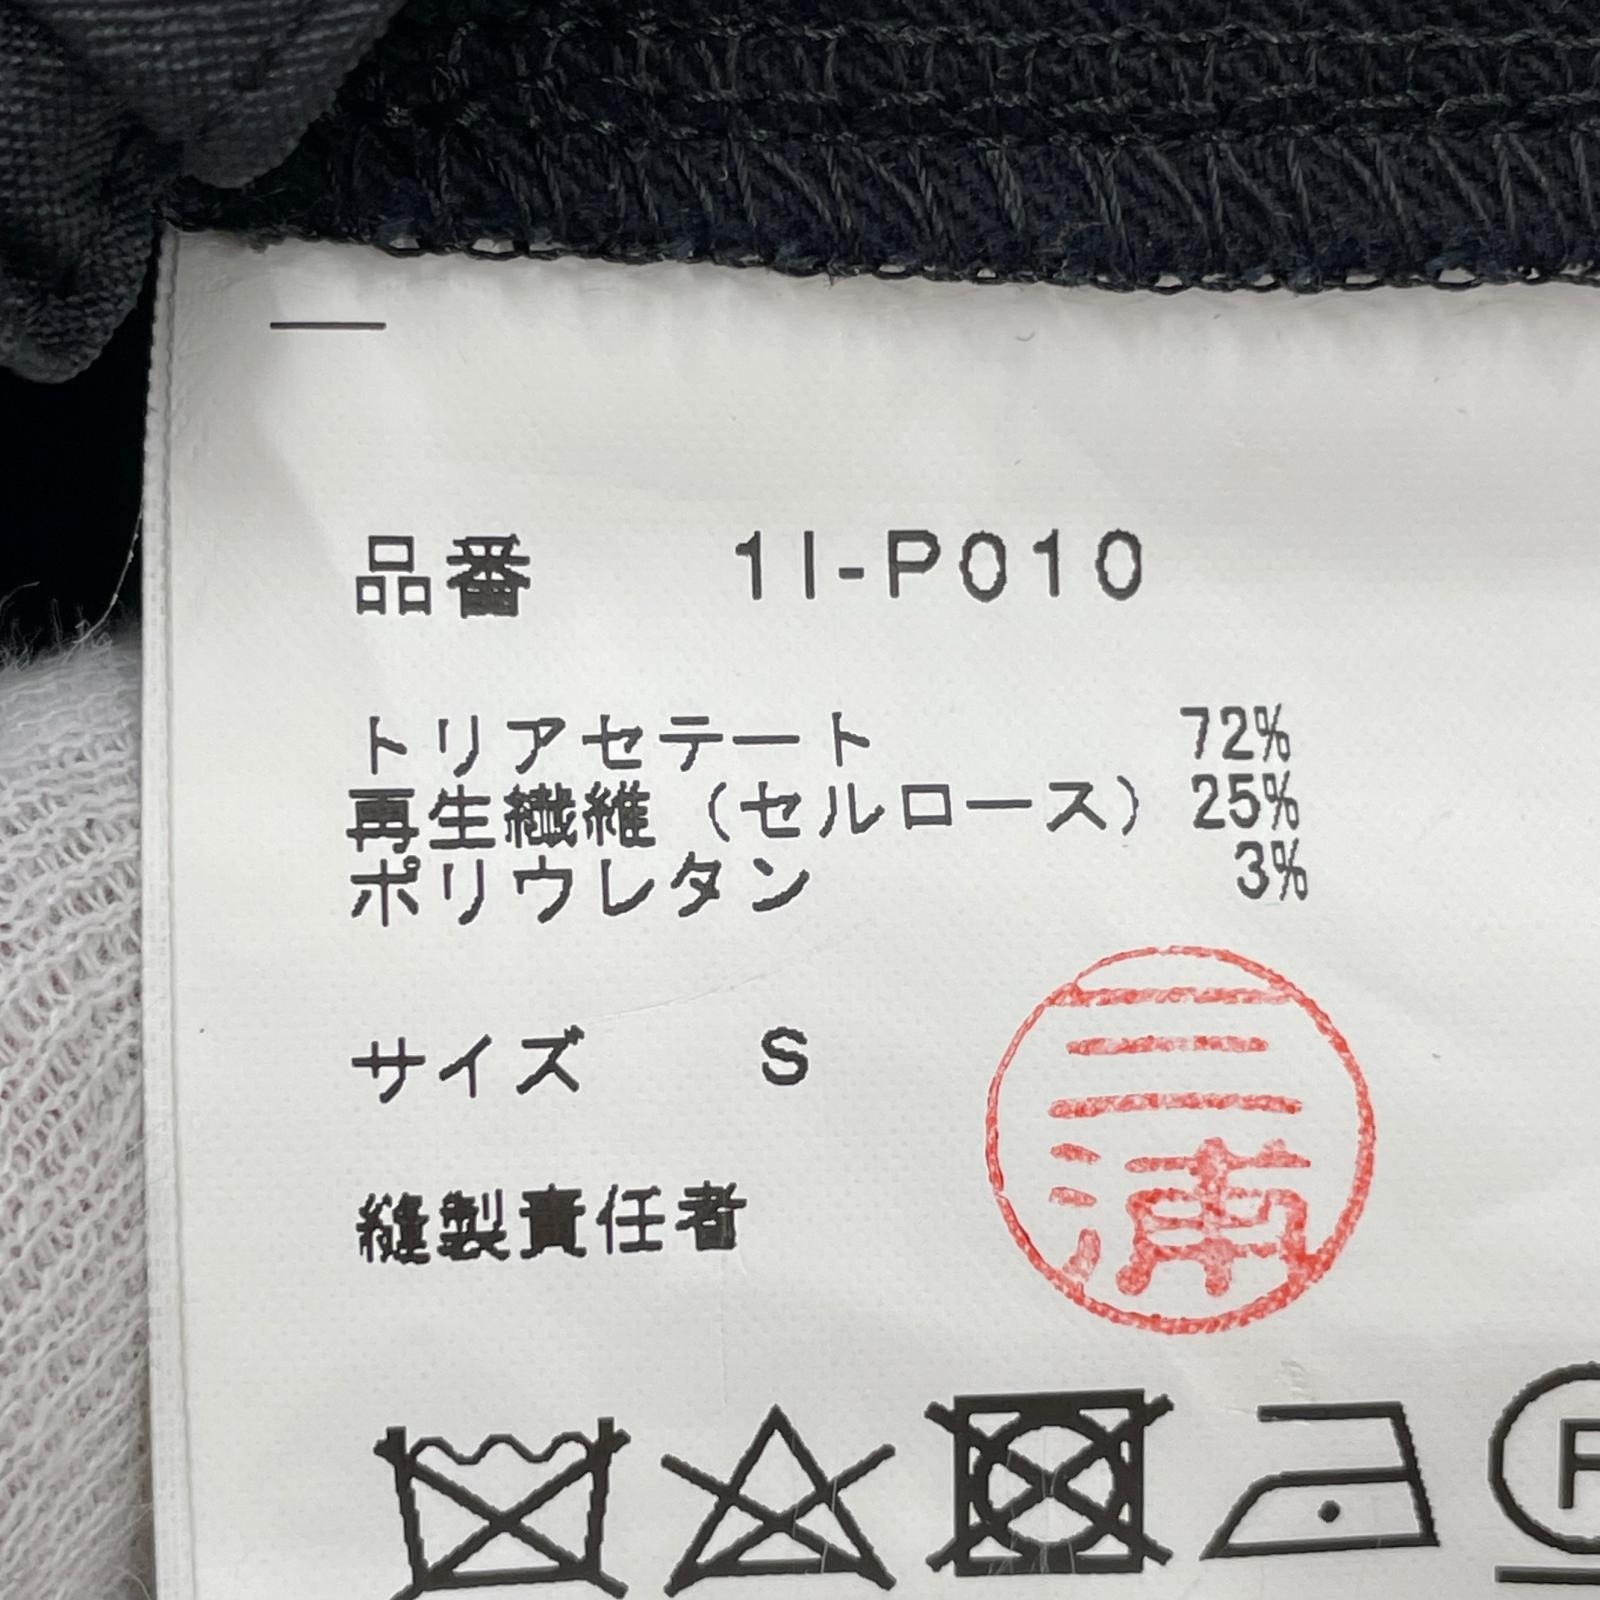 品番 1I-P010
トリアセテート 72%
再生繊維（セルロース） 25%
ポリウレタン 3%
サイズ S
縫製責任者
三溝